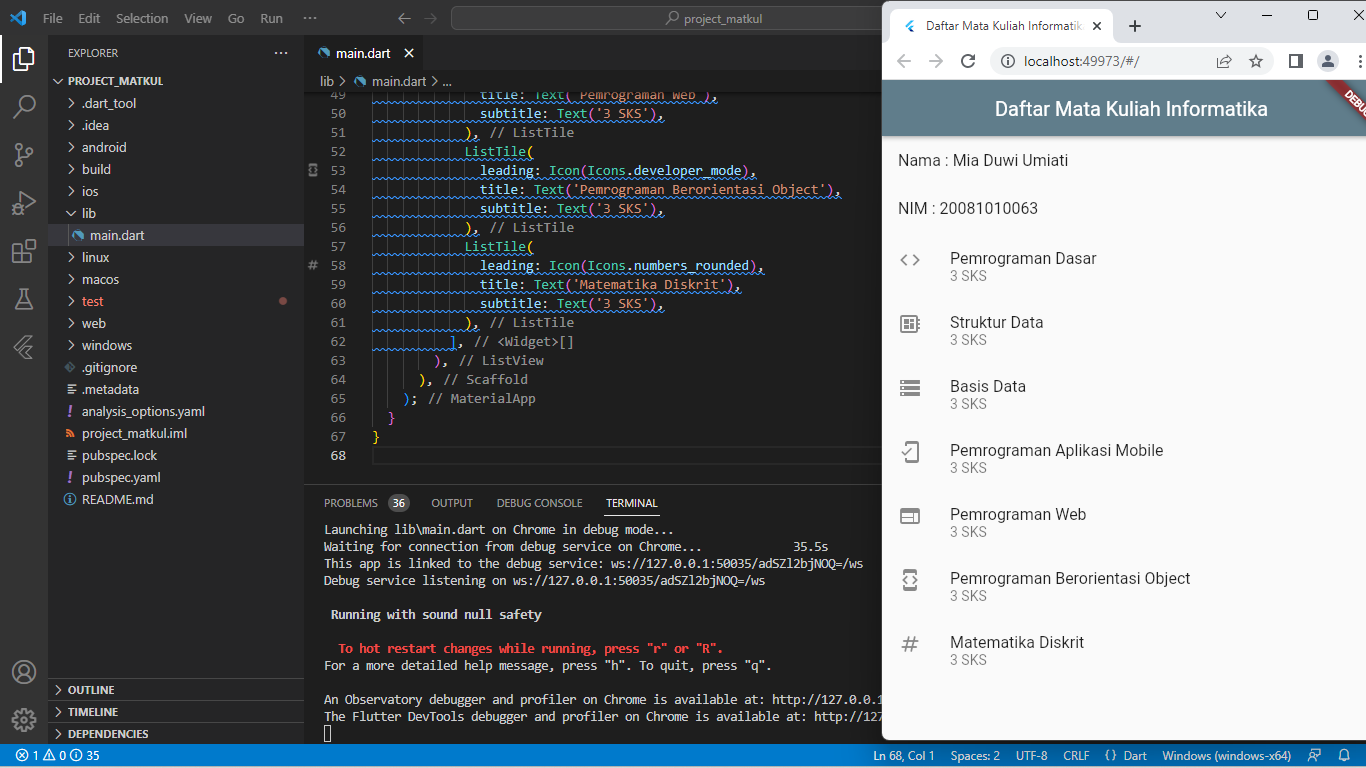 File Edit Selection View Go Run ··· project_matkul
EXPLORER
PROJECT_MATKUL
.dart_tool
.idea
android
build
ios
lib
main.dart
linux
macos
test
web
windows
.gitignore
.metadata
analysis_options.yaml
project_matkul.iml
pubspec.lock
pubspec.yaml
README.md
OUTLINE
TIMELINE
DEPENDENCIES
main.dart
lib > main.dart > ...
49 title: Text('Pemrograman Web'),
50 subtitle: Text('3 SKS'),
51 ), // ListTile
52 ListTile(
53 leading: Icon(Icons.developer_mode),
54 title: Text('Pemrograman Berorientasi Object'),
55 subtitle: Text('3 SKS'),
56 ), // ListTile
57 ListTile(
58 leading: Icon(Icons.numbers_rounded),
59 title: Text('Matematika Diskrit'),
60 subtitle: Text('3 SKS'),
61 ), // ListTile
62 ], // <Widget>[]
63 ), // ListView
64 ), // Scaffold
65 ); // MaterialApp
66 }
67 }
68
PROBLEMS 36 OUTPUT DEBUG CONSOLE TERMINAL
Launching lib\main.dart on Chrome in debug mode...
Waiting for connection from debug service on Chrome... 35.5s
This app is linked to the debug service: ws://127.0.0.1:50035/adSZl2bjNOQ=/ws
Debug service listening on ws://127.0.0.1:50035/adSZl2bjNOQ=/ws
Running with sound null safety
To hot restart changes while running, press "r" or "R".
For a more detailed help message, press "h". To quit, press "q".
An Observatory debugger and profiler on Chrome is available at: http://127.0.0.1
The Flutter DevTools debugger and profiler on Chrome is available at: http://127
1 0 35
Ln 68, Col 1 Spaces: 2 UTF-8 CRLF {} Dart Windows (windows-x64)
Daftar Mata Kuliah Informatika
localhost:49973/#/
Daftar Mata Kuliah Informatika
DEBUG
Nama : Mia Duwi Umiati
NIM : 20081010063
Pemrograman Dasar
3 SKS
Struktur Data
3 SKS
Basis Data
3 SKS
Pemrograman Aplikasi Mobile
3 SKS
Pemrograman Web
3 SKS
Pemrograman Berorientasi Object
3 SKS
Matematika Diskrit
3 SKS